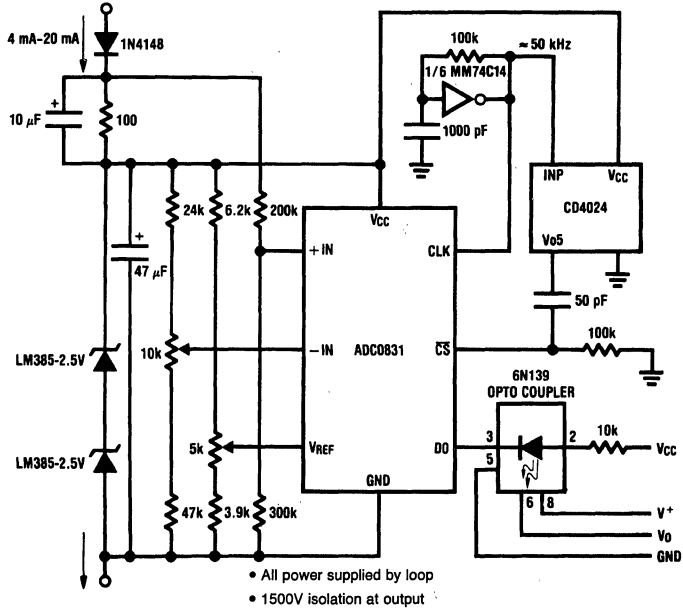 4 mA-20 mA
1N4148
100k
≈ 50 kHz
1/6 MM74C14
+
10 μF
100
1000 pF
INP
VCC
CD4024
VO5
24k
6.2k
200k
VCC
+IN
CLK
+
47 μF
50 pF
100k
LM385-2.5V
10k
−IN
ADC0831
C̅S̅
6N139
OPTO COUPLER
LM385-2.5V
5k
VREF
DO
3
2
10k
VCC
5
GND
47k
3.9k
300k
6
8
V+
VO
GND
• All power supplied by loop
• 1500V isolation at output